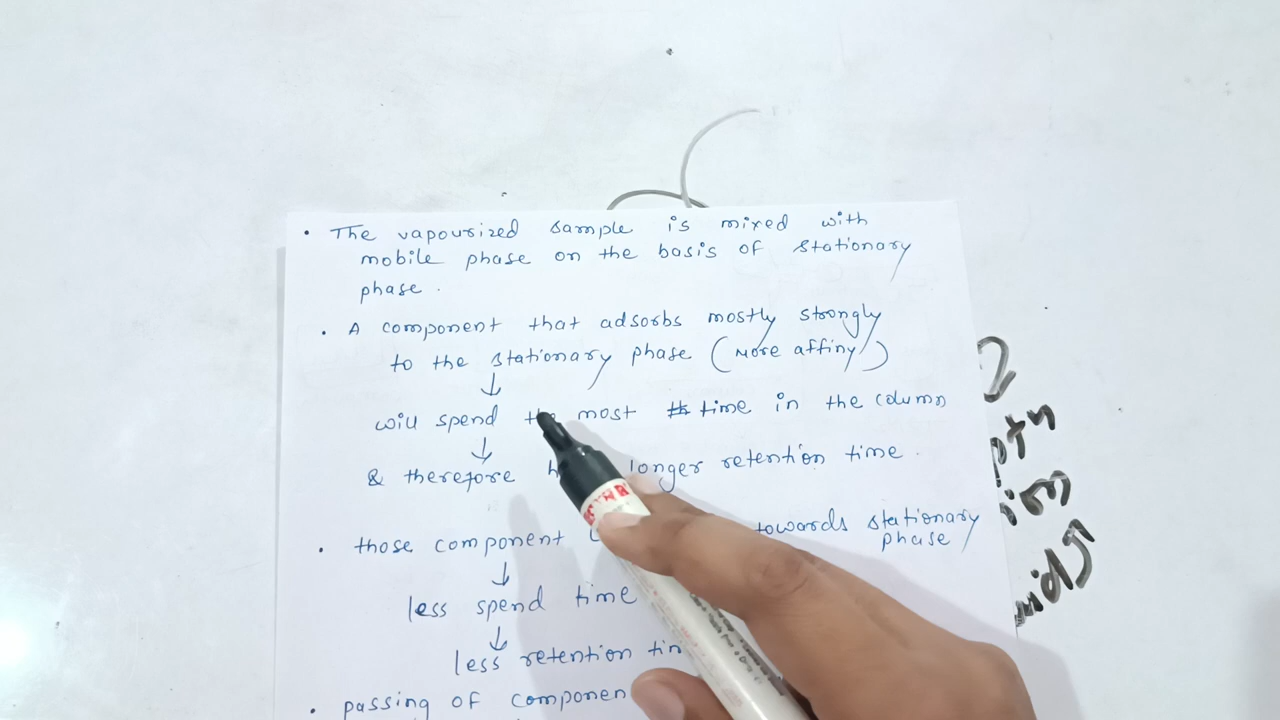 • The vapourized sample is mixed with
mobile phase on the basis of stationary
phase.
• A component that adsorbs mostly strongly
to the stationary phase (More affiny)
↓
will spend the most time in the column
↓
& therefore longer retention time.
• those component towards stationary
phase
↓
less spend time
↓
less retention
• passing of